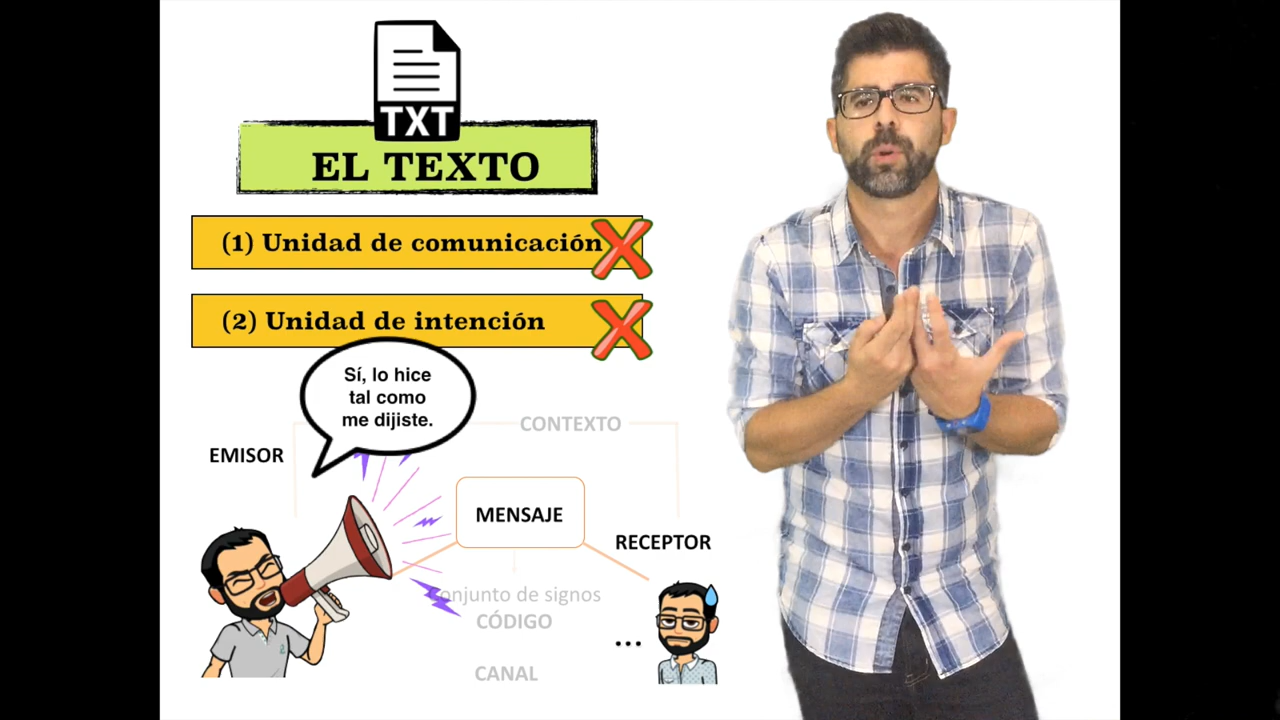 TXT
EL TEXTO
(1) Unidad de comunicación
(2) Unidad de intención
Sí, lo hice
tal como
me dijiste.
CONTEXTO
EMISOR
MENSAJE
RECEPTOR
onjunto de signos
CÓDIGO
...
CANAL